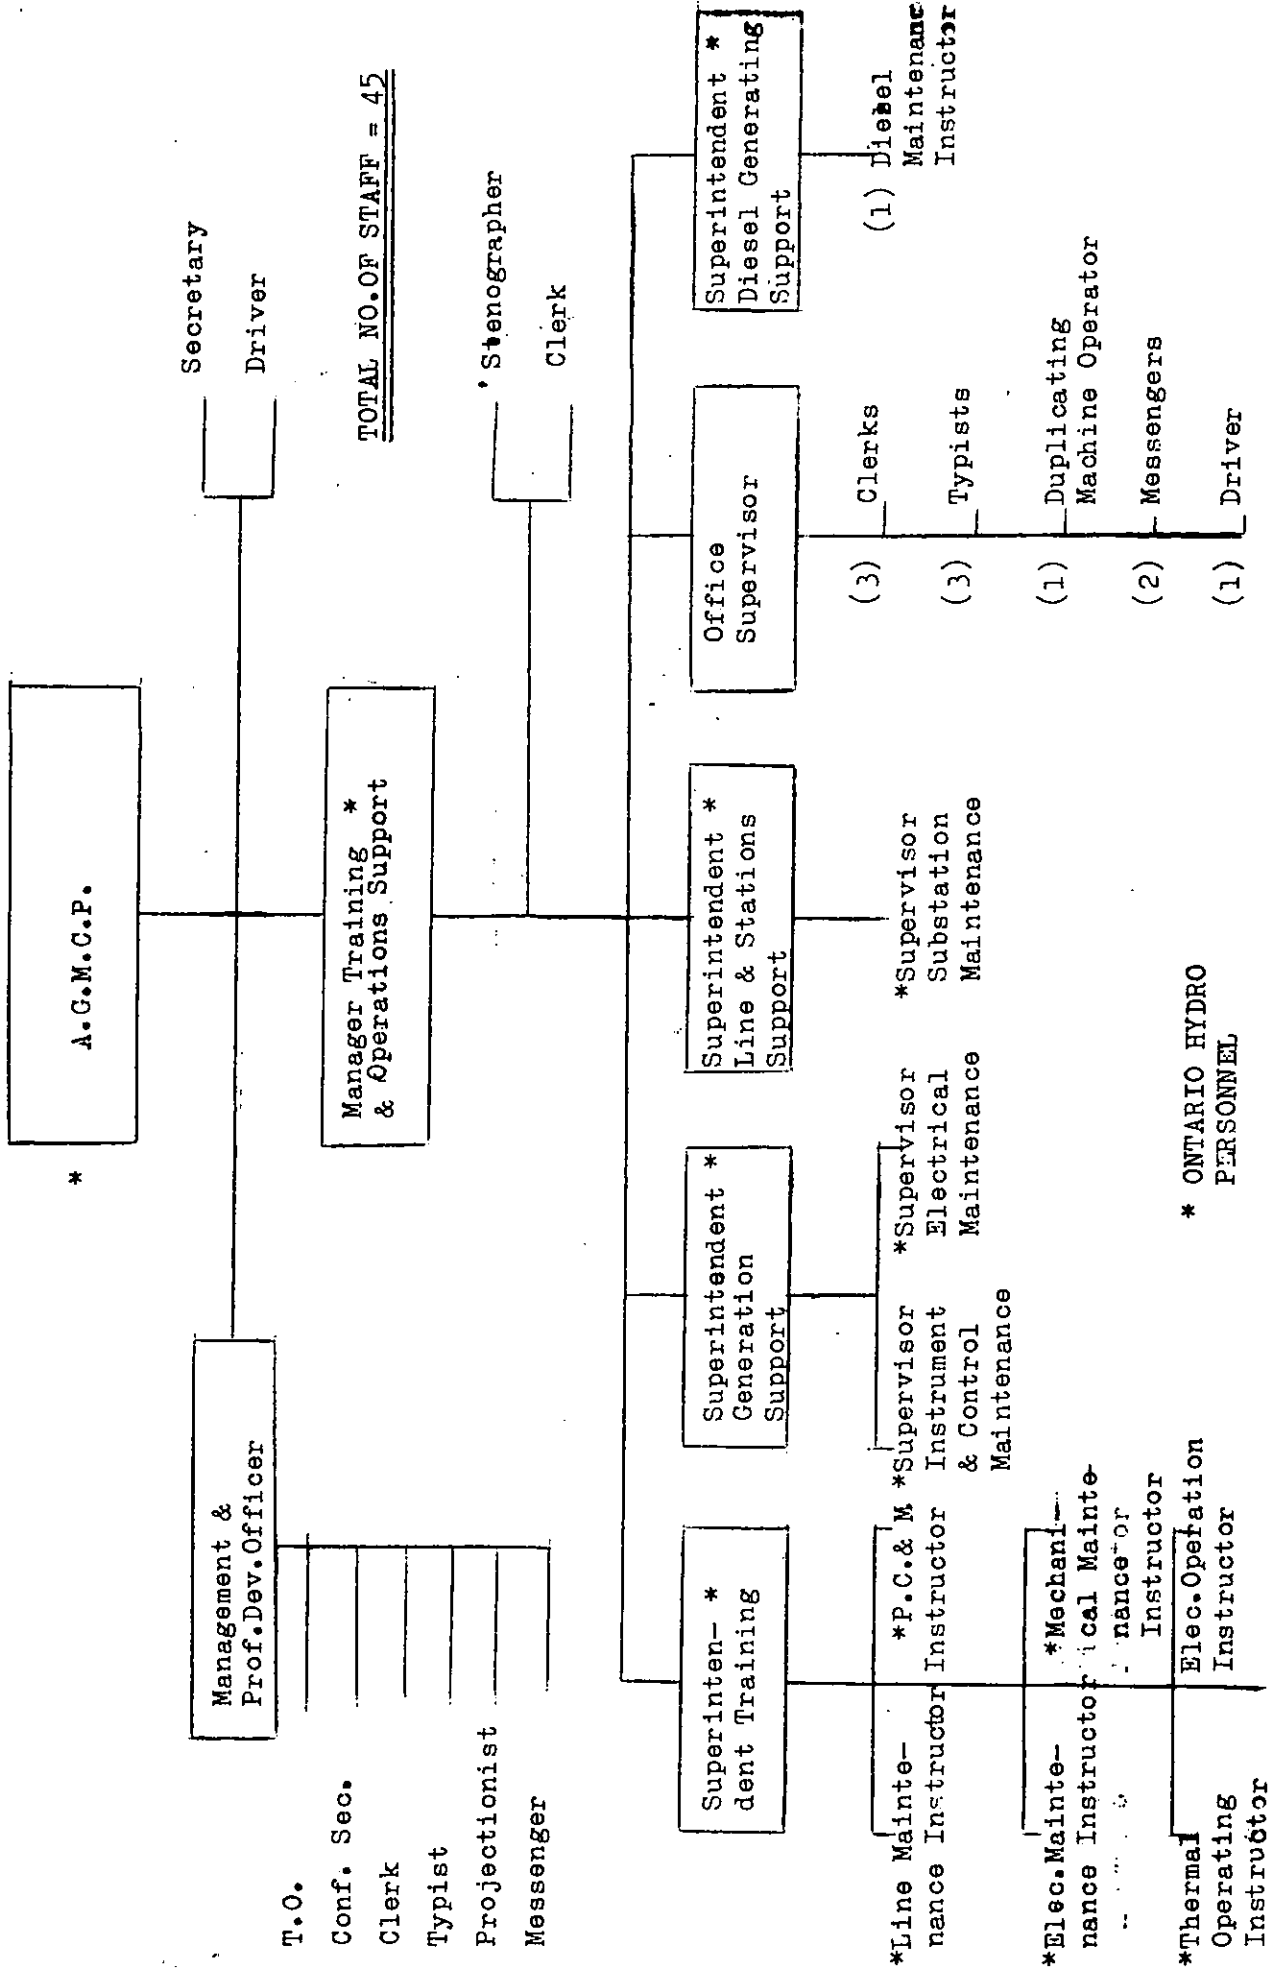 *
A.G.M.C.P.
Secretary
Driver
Management &
Prof.Dev.Officer
T.O.
Conf. Sec.
Clerk
Typist
Projectionist
Messenger
Manager Training *
& Operations Support
TOTAL NO.OF STAFF = 45
Stenographer
Clerk
Superinten- *
dent Training
Superintendent *
Generation
Support
Superintendent *
Line & Stations
Support
Office
Supervisor
Superintendent *
Diesel Generating
Support
*Line Mainte-
nance Instructor
*P.C.& M
Instructor
*Elec.Mainte-
nance Instructor
*Mechani-
cal Mainte-
nance
Instructor
*Thermal
Operating
Instructor
Elec.Operation
Instructor
*Supervisor
Instrument
& Control
Maintenance
*Supervisor
Electrical
Maintenance
*Supervisor
Substation
Maintenance
(3) Clerks
(3) Typists
(1) Duplicating
Machine Operator
(2) Messengers
(1) Driver
(1) Diesel
Maintenanc
Instructor
* ONTARIO HYDRO
PERSONNEL